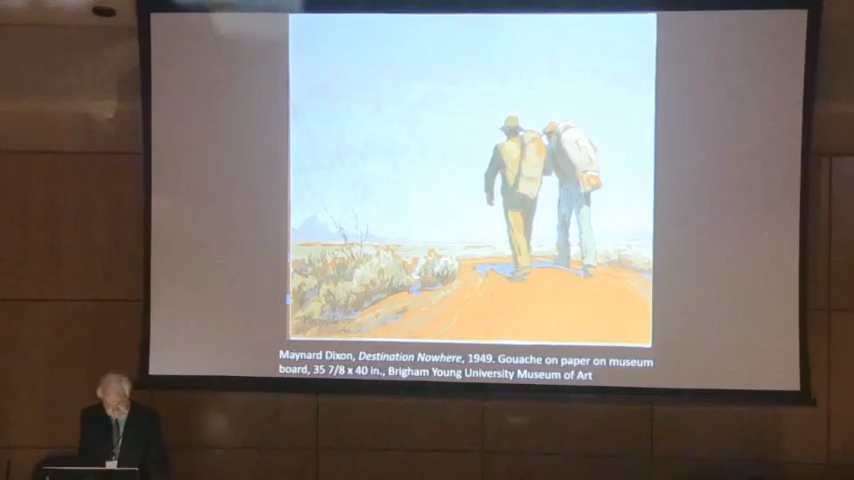 Maynard Dixon, Destination Nowhere, 1949. Gouache on paper on museum
board, 35 7/8 x 40 in., Brigham Young University Museum of Art